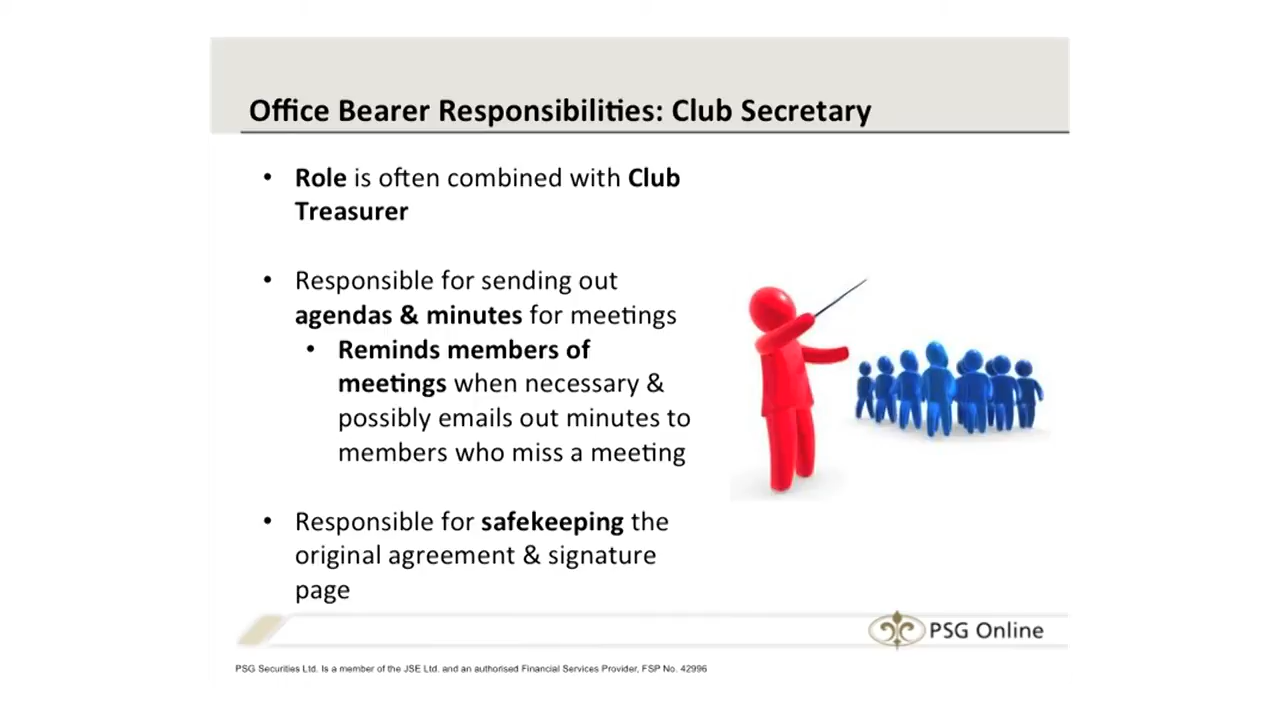 Office Bearer Responsibilities: Club Secretary
• Role is often combined with Club
Treasurer
• Responsible for sending out
agendas & minutes for meetings
• Reminds members of
meetings when necessary &
possibly emails out minutes to
members who miss a meeting
• Responsible for safekeeping the
original agreement & signature
page
PSG Online
PSG Securities Ltd. Is a member of the JSE Ltd. and an authorised Financial Services Provider, FSP No. 42996